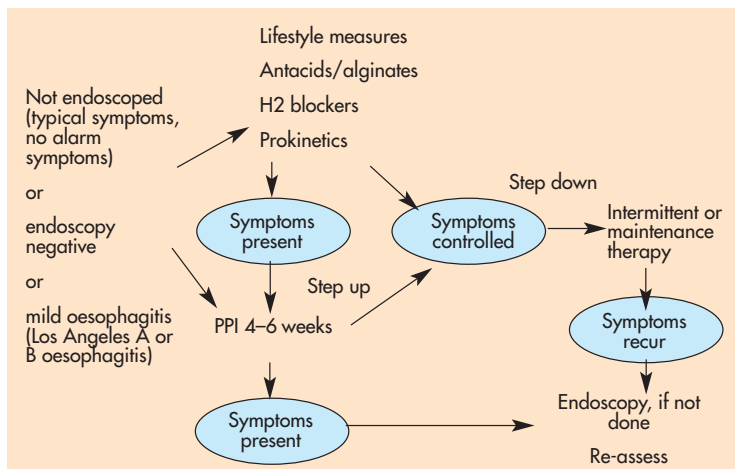 Lifestyle measures
Antacids/alginates
H2 blockers
Prokinetics
Not endoscoped
(typical symptoms,
no alarm
symptoms)
or
endoscopy
negative
or
mild oesophagitis
(Los Angeles A or
B oesophagitis)
Symptoms
present
Step up
PPI 4–6 weeks
Symptoms
present
Symptoms
controlled
Step down
Intermittent or
maintenance
therapy
Symptoms
recur
Endoscopy, if not
done
Re-assess